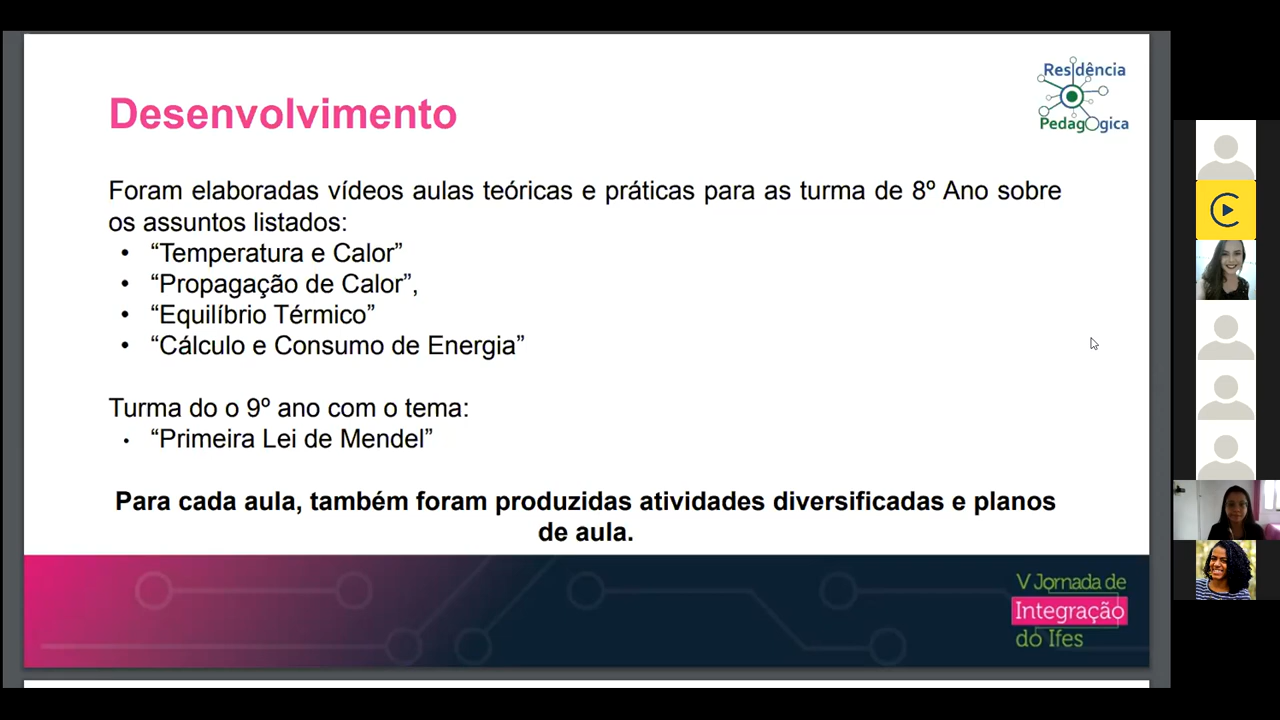 Residência
PedagOgica
Desenvolvimento
Foram elaboradas vídeos aulas teóricas e práticas para as turma de 8º Ano sobre
os assuntos listados:
• “Temperatura e Calor”
• “Propagação de Calor”,
• “Equilíbrio Térmico”
• “Cálculo e Consumo de Energia”
Turma do o 9º ano com o tema:
• “Primeira Lei de Mendel”
Para cada aula, também foram produzidas atividades diversificadas e planos
de aula.
V Jornada de
Integração
do Ifes